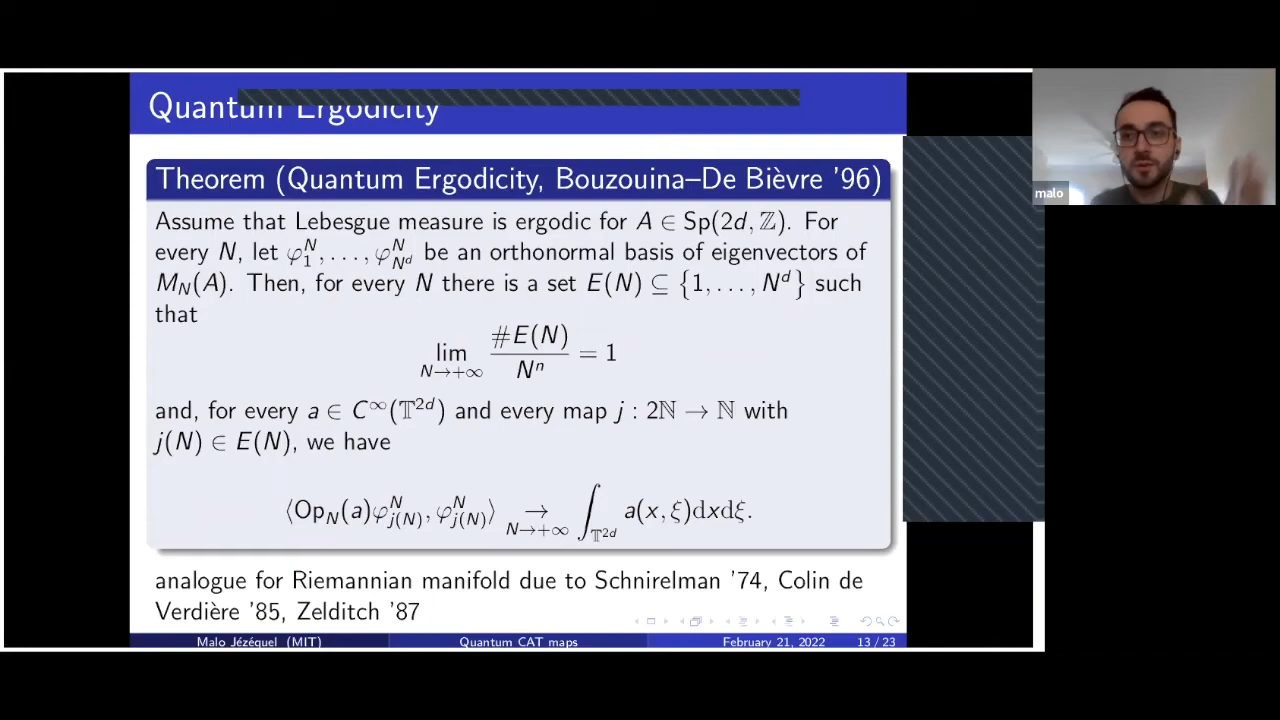 Quantum Ergodicity
Theorem (Quantum Ergodicity, Bouzouina–De Bièvre '96)
Assume that Lebesgue measure is ergodic for A ∈ Sp(2d, ℤ). For
every N, let φ₁ᴺ, . . . , φ_{N^d}^N be an orthonormal basis of eigenvectors of
M_N(A). Then, for every N there is a set E(N) ⊆ {1, . . . , N^d} such
that
lim_{N→+∞} #E(N) / N^n = 1
and, for every a ∈ C^∞(𝕋^{2d}) and every map j : 2ℕ → ℕ with
j(N) ∈ E(N), we have
⟨Op_N(a)φ_{j(N)}^N, φ_{j(N)}^N⟩ →_{N→+∞} ∫_{𝕋^{2d}} a(x, ξ)dxdξ.
analogue for Riemannian manifold due to Schnirelman '74, Colin de
Verdière '85, Zelditch '87
Malo Jézéquel (MIT) Quantum CAT maps February 21, 2022 13 / 23
malo